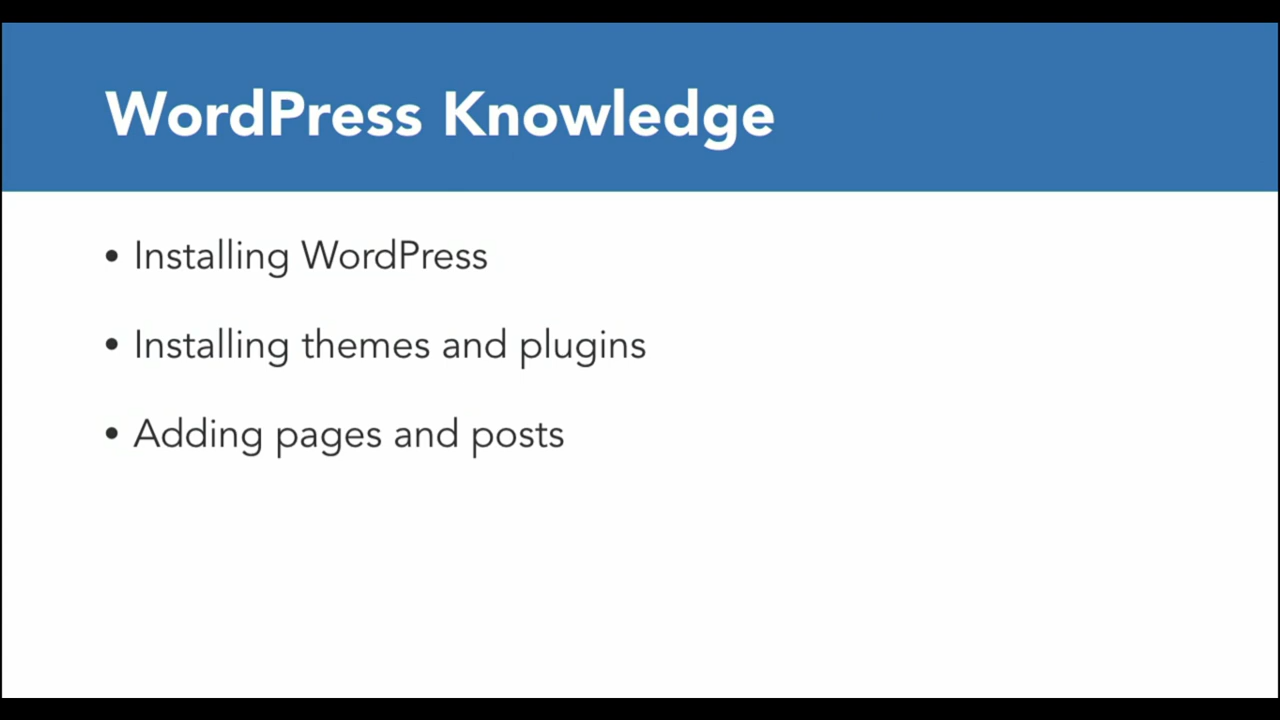 WordPress Knowledge
• Installing WordPress
• Installing themes and plugins
• Adding pages and posts